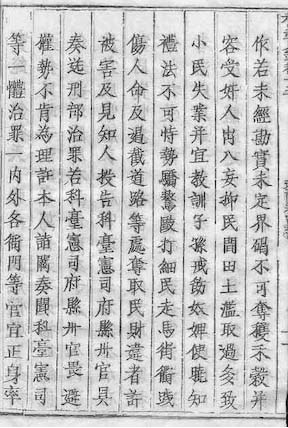 作若未經勘實未定界碣不可奪穫禾穀并
容受奸人冒入妄抑民間田土濫取過多致
小民失業并宜教訓子孫戒飭奴婢使曉知
禮法不可恃勢驕驁毆打細民走馬街衢或
傷人命及遏截道路等處奪取民財違者許
被害及見知人投告科臺憲司府縣州官具
奏送刑部治罪若科臺憲司府縣州官畏避
權勢不肯為理許本人詣闕奏聞科臺憲司
等一體治罪一內外各衙門等官宜正身率